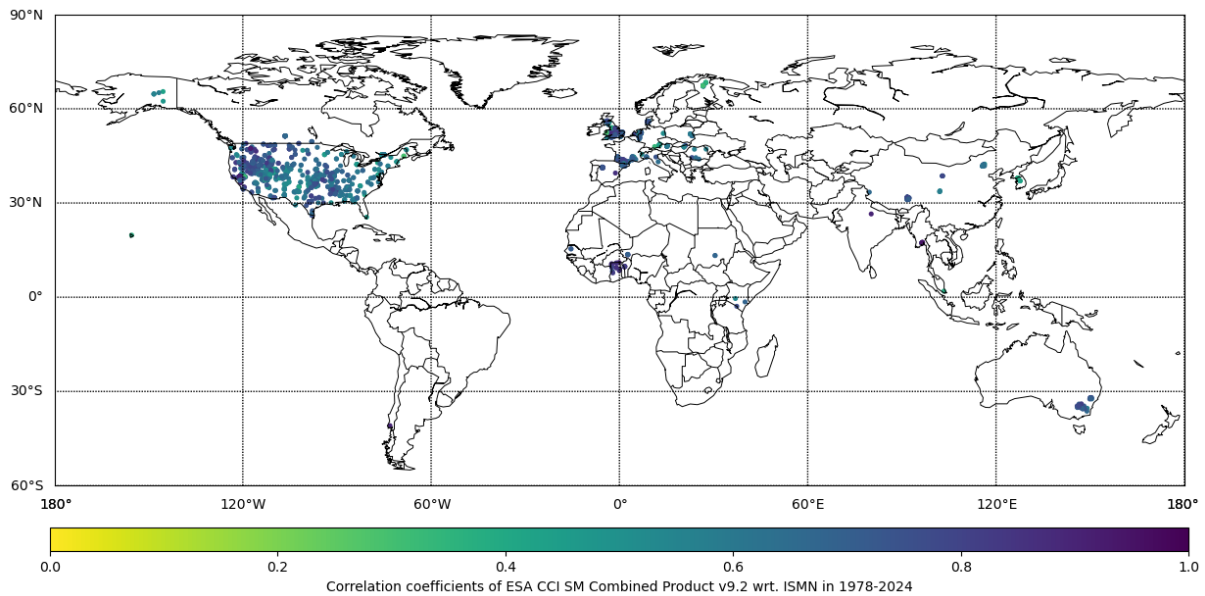 90°N
60°N
30°N
0°
30°S
60°S
180° 120°W 60°W 0° 60°E 120°E 180°
0.0 0.2 0.4 0.6 0.8 1.0
Correlation coefficients of ESA CCI SM Combined Product v9.2 wrt. ISMN in 1978-2024